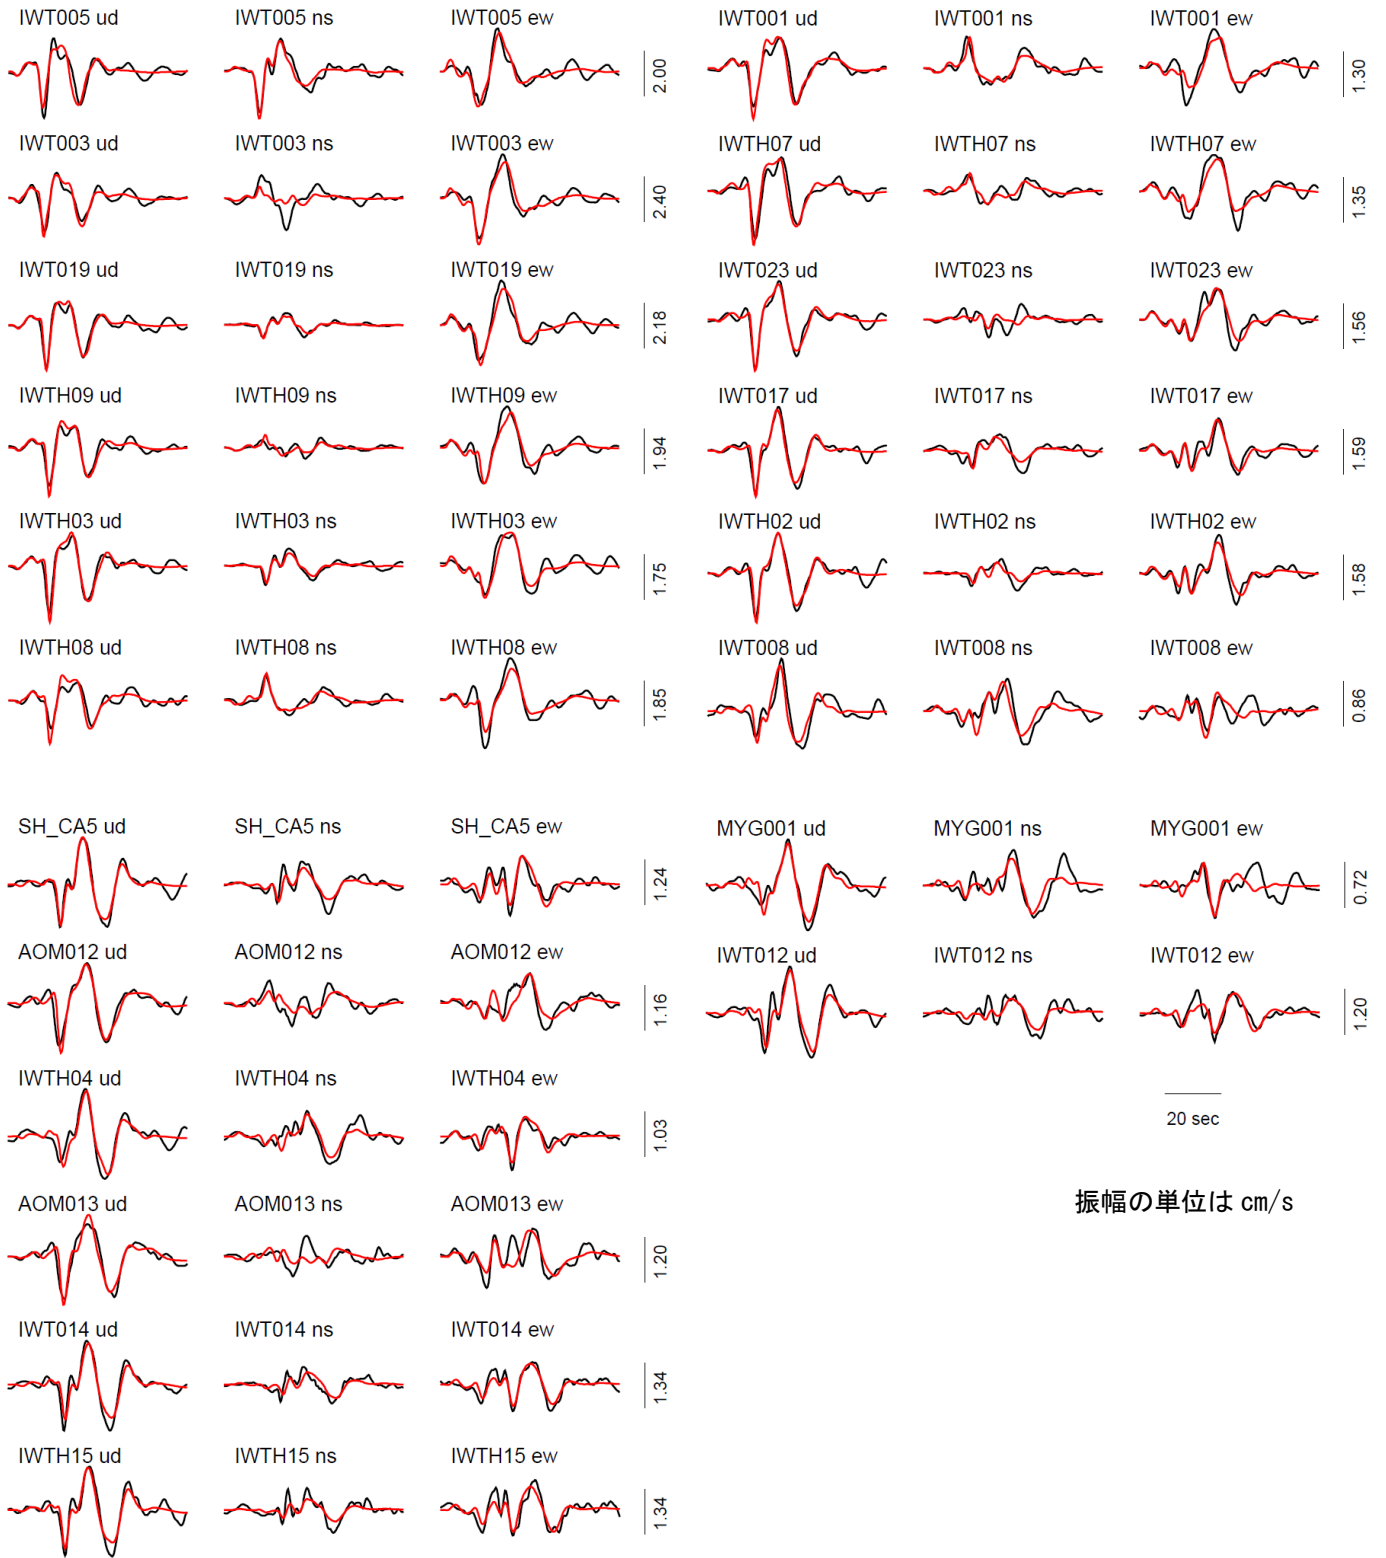 IWT005 ud IWT005 ns IWT005 ew 2.00
IWT003 ud IWT003 ns IWT003 ew 2.40
IWT019 ud IWT019 ns IWT019 ew 2.18
IWTH09 ud IWTH09 ns IWTH09 ew 1.94
IWTH03 ud IWTH03 ns IWTH03 ew 1.75
IWTH08 ud IWTH08 ns IWTH08 ew 1.85
IWT001 ud IWT001 ns IWT001 ew 1.30
IWTH07 ud IWTH07 ns IWTH07 ew 1.35
IWT023 ud IWT023 ns IWT023 ew 1.56
IWT017 ud IWT017 ns IWT017 ew 1.59
IWTH02 ud IWTH02 ns IWTH02 ew 1.58
IWT008 ud IWT008 ns IWT008 ew 0.86
SH_CA5 ud SH_CA5 ns SH_CA5 ew 1.24
AOM012 ud AOM012 ns AOM012 ew 1.16
IWTH04 ud IWTH04 ns IWTH04 ew 1.03
AOM013 ud AOM013 ns AOM013 ew 1.20
IWT014 ud IWT014 ns IWT014 ew 1.34
IWTH15 ud IWTH15 ns IWTH15 ew 1.34
MYG001 ud MYG001 ns MYG001 ew 0.72
IWT012 ud IWT012 ns IWT012 ew 1.20
20 sec
振幅の単位は cm/s